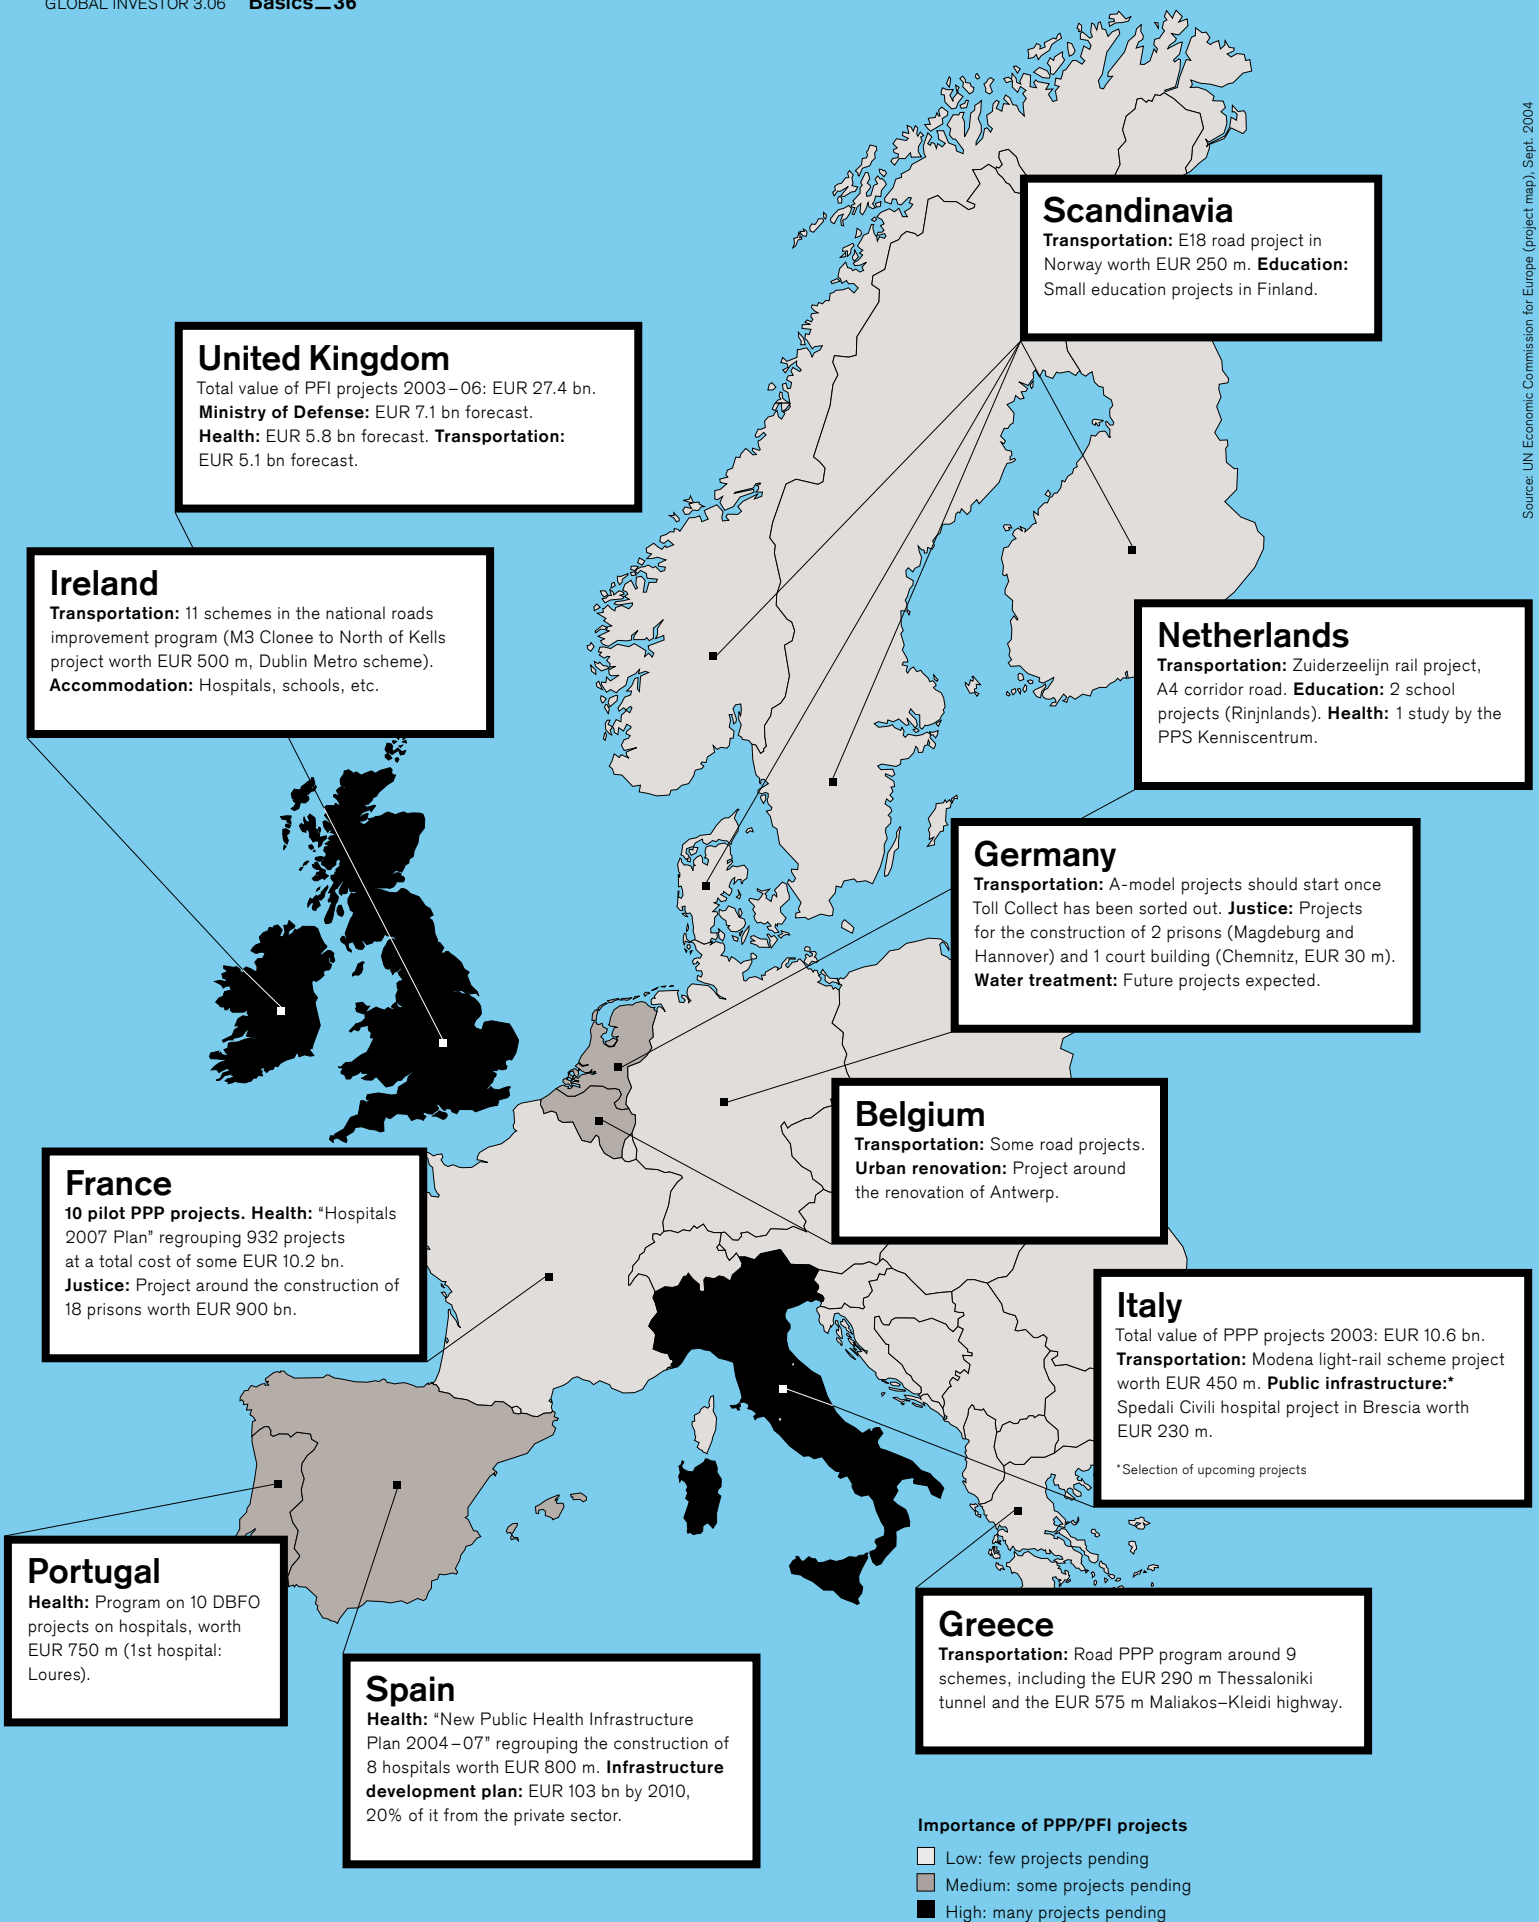 GLOBAL INVESTOR 3.06 Basics—36
Source: UN Economic Commission for Europe (project map), Sept. 2004
Scandinavia
Transportation: E18 road project in
Norway worth EUR 250 m. Education:
Small education projects in Finland.
United Kingdom
Total value of PFI projects 2003–06: EUR 27.4 bn.
Ministry of Defense: EUR 7.1 bn forecast.
Health: EUR 5.8 bn forecast. Transportation:
EUR 5.1 bn forecast.
Ireland
Transportation: 11 schemes in the national roads
improvement program (M3 Clonee to North of Kells
project worth EUR 500 m, Dublin Metro scheme).
Accommodation: Hospitals, schools, etc.
Netherlands
Transportation: Zuiderzeelijn rail project,
A4 corridor road. Education: 2 school
projects (Rinjnlands). Health: 1 study by the
PPS Kenniscentrum.
Germany
Transportation: A-model projects should start once
Toll Collect has been sorted out. Justice: Projects
for the construction of 2 prisons (Magdeburg and
Hannover) and 1 court building (Chemnitz, EUR 30 m).
Water treatment: Future projects expected.
Belgium
Transportation: Some road projects.
Urban renovation: Project around
the renovation of Antwerp.
France
10 pilot PPP projects. Health: “Hospitals
2007 Plan” regrouping 932 projects
at a total cost of some EUR 10.2 bn.
Justice: Project around the construction of
18 prisons worth EUR 900 bn.
Italy
Total value of PPP projects 2003: EUR 10.6 bn.
Transportation: Modena light-rail scheme project
worth EUR 450 m. Public infrastructure:*
Spedali Civili hospital project in Brescia worth
EUR 230 m.
*Selection of upcoming projects
Portugal
Health: Program on 10 DBFO
projects on hospitals, worth
EUR 750 m (1st hospital:
Loures).
Greece
Transportation: Road PPP program around 9
schemes, including the EUR 290 m Thessaloniki
tunnel and the EUR 575 m Maliakos–Kleidi highway.
Spain
Health: “New Public Health Infrastructure
Plan 2004–07” regrouping the construction of
8 hospitals worth EUR 800 m. Infrastructure
development plan: EUR 103 bn by 2010,
20% of it from the private sector.
Importance of PPP/PFI projects
Low: few projects pending
Medium: some projects pending
High: many projects pending